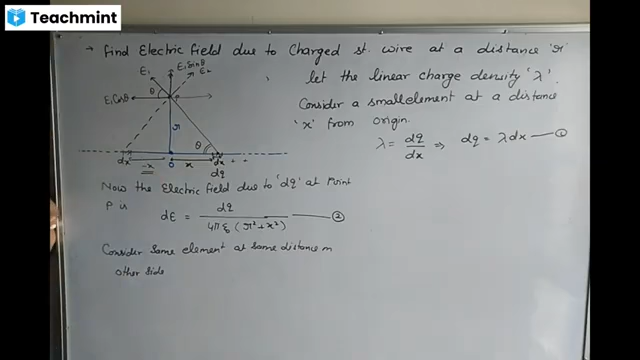 Teachmint
→ Find Electric field due to Charged st. wire at a distance 'r'
let the linear charge density 'λ'.
Consider a small element at a distance
'x' from origin.
λ = dq/dx ⇒ dq = λ dx —①
E₁ E₁Sinθ E₂
θ
E₁Cosθ
r
θ
dx -x O x dx + +
dq
Now the Electric field due to 'dq' at Point
P is
dE = dq / 4πε₀ (r² + x²) —②
Consider Same element at Same distance on
other side